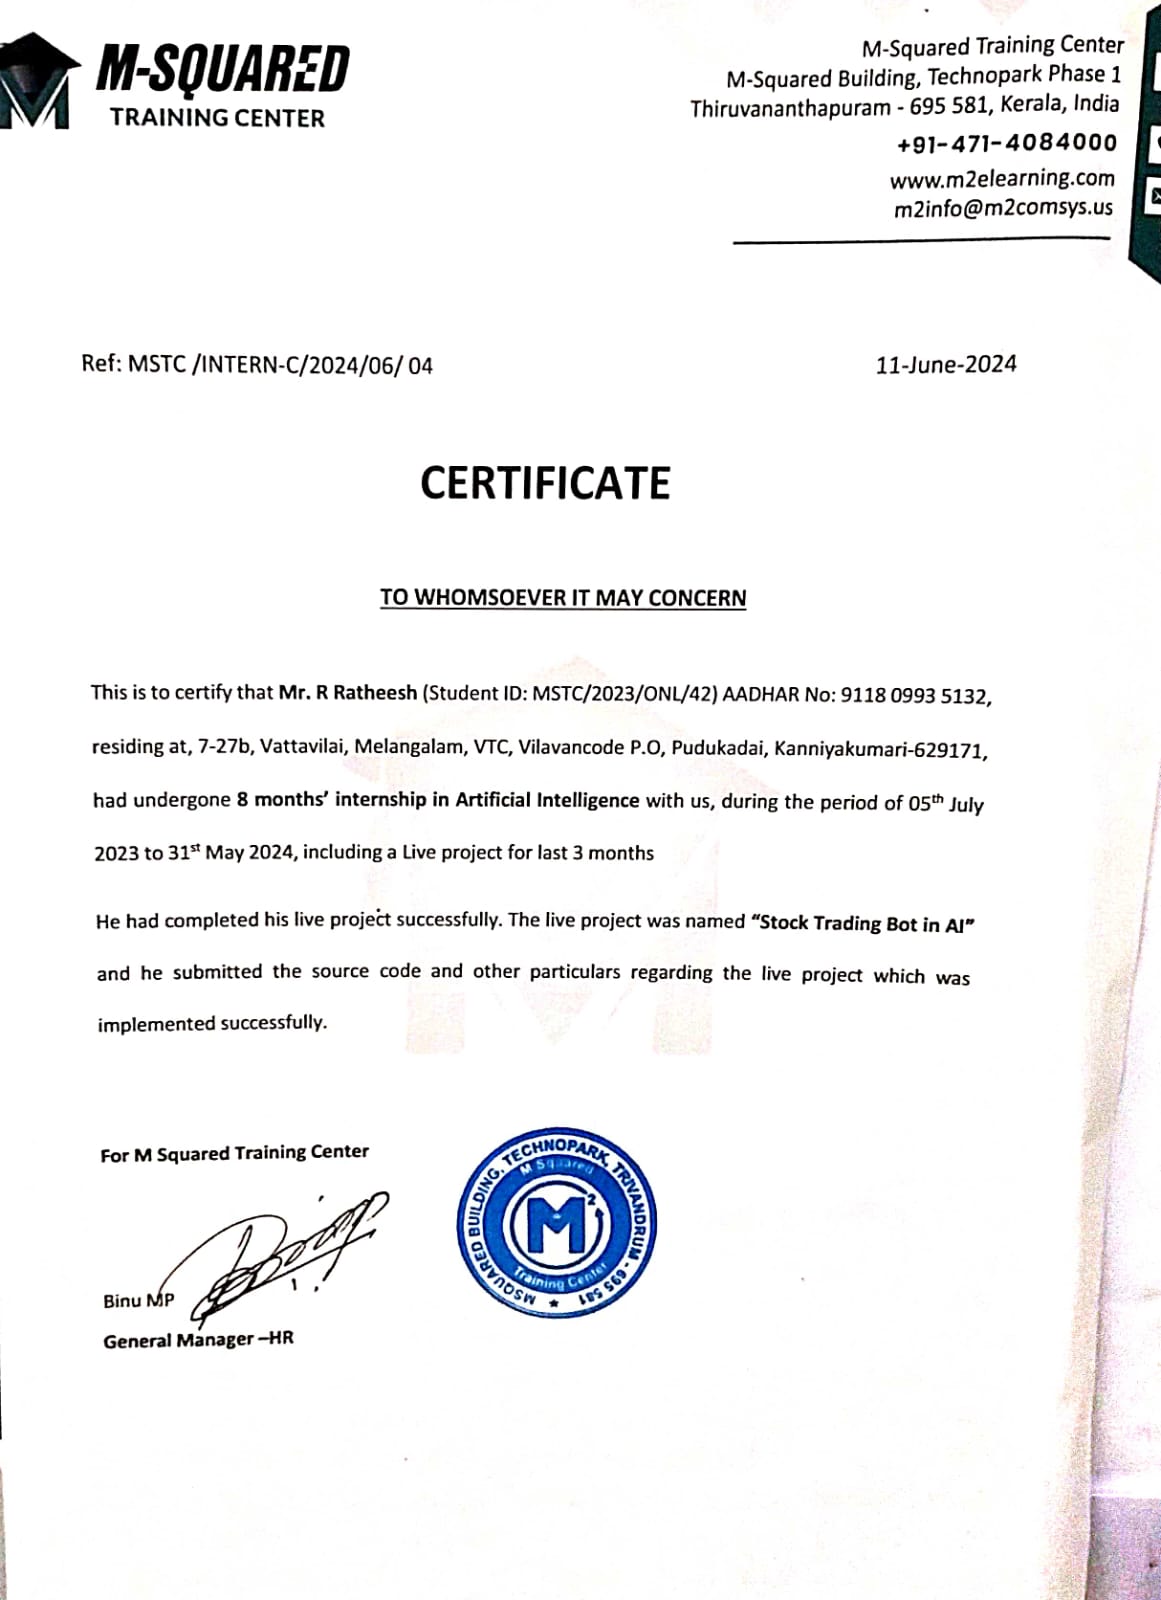 M-SQUARED
TRAINING CENTER
M-Squared Training Center
M-Squared Building, Technopark Phase 1
Thiruvananthapuram - 695 581, Kerala, India
+91-471-4084000
www.m2elearning.com
m2info@m2comsys.us
Ref: MSTC /INTERN-C/2024/06/ 04
11-June-2024
CERTIFICATE
TO WHOMSOEVER IT MAY CONCERN
This is to certify that Mr. R Ratheesh (Student ID: MSTC/2023/ONL/42) AADHAR No: 9118 0993 5132,
residing at, 7-27b, Vattavilai, Melangalam, VTC, Vilavancode P.O, Pudukadai, Kanniyakumari-629171,
had undergone 8 months’ internship in Artificial Intelligence with us, during the period of 05th July
2023 to 31st May 2024, including a Live project for last 3 months
He had completed his live project successfully. The live project was named “Stock Trading Bot in AI”
and he submitted the source code and other particulars regarding the live project which was
implemented successfully.
For M Squared Training Center
MSQUARED BUILDING, TECHNOPARK, TRIVANDRUM - 695 581
M Squared
M2
Training Center
Binu MP
General Manager –HR